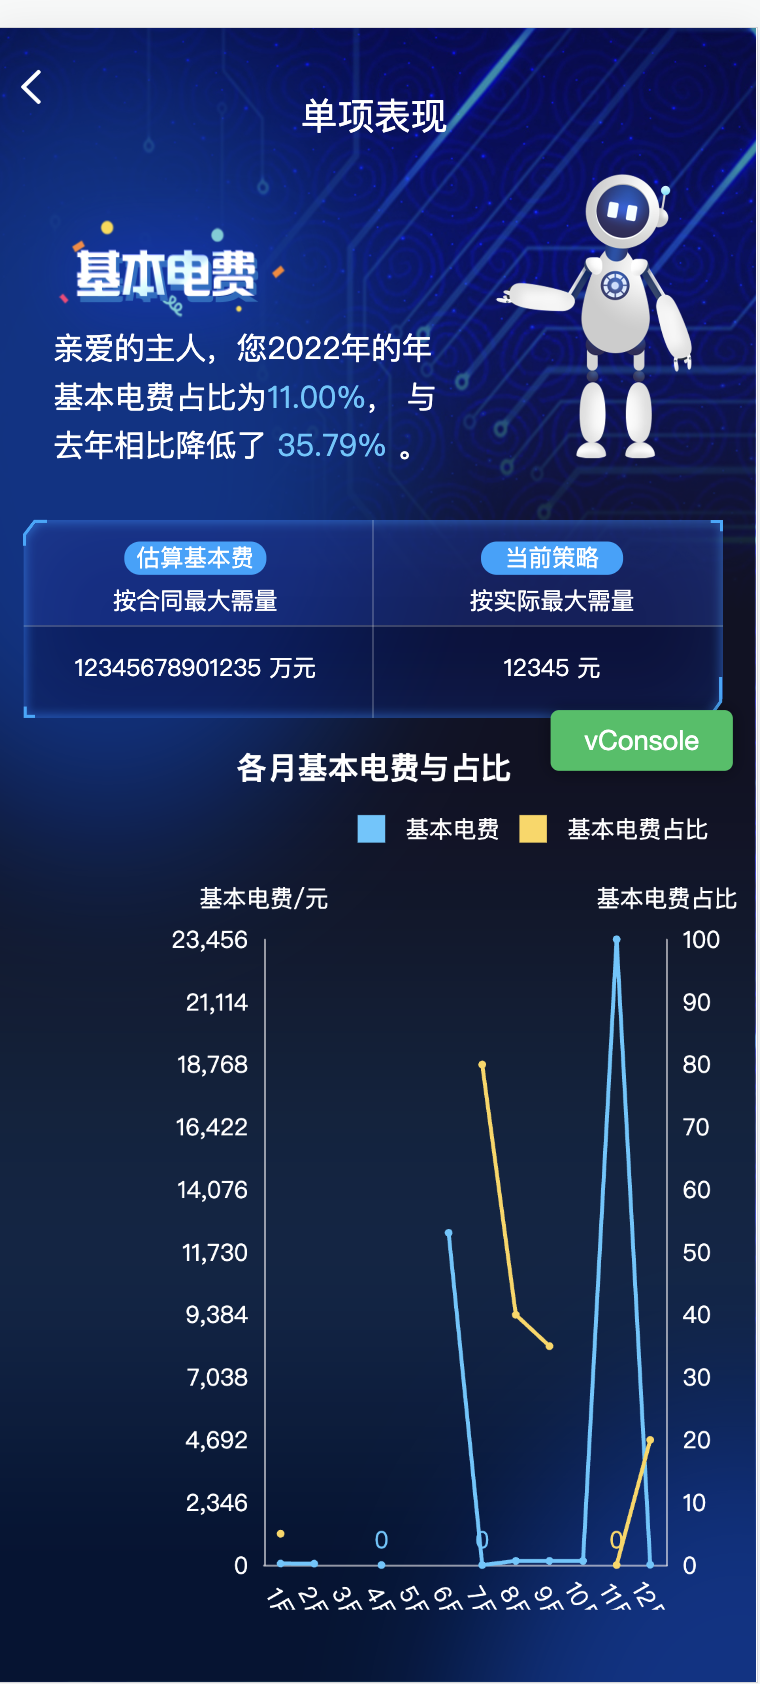 单项表现
基本电费
亲爱的主人，您2022年的年
基本电费占比为11.00%， 与
去年相比降低了 35.79% 。
估算基本费 当前策略
按合同最大需量 按实际最大需量
12345678901235 万元 12345 元
vConsole
各月基本电费与占比
基本电费 基本电费占比
基本电费/元 基本电费占比
23,456 100
21,114 90
18,768 80
16,422 70
14,076 60
11,730 50
9,384 40
7,038 30
4,692 20
2,346 10
0 0 0
0 0
1月 2月 3月 4月 5月 6月 7月 8月 9月 10月 11月 12月